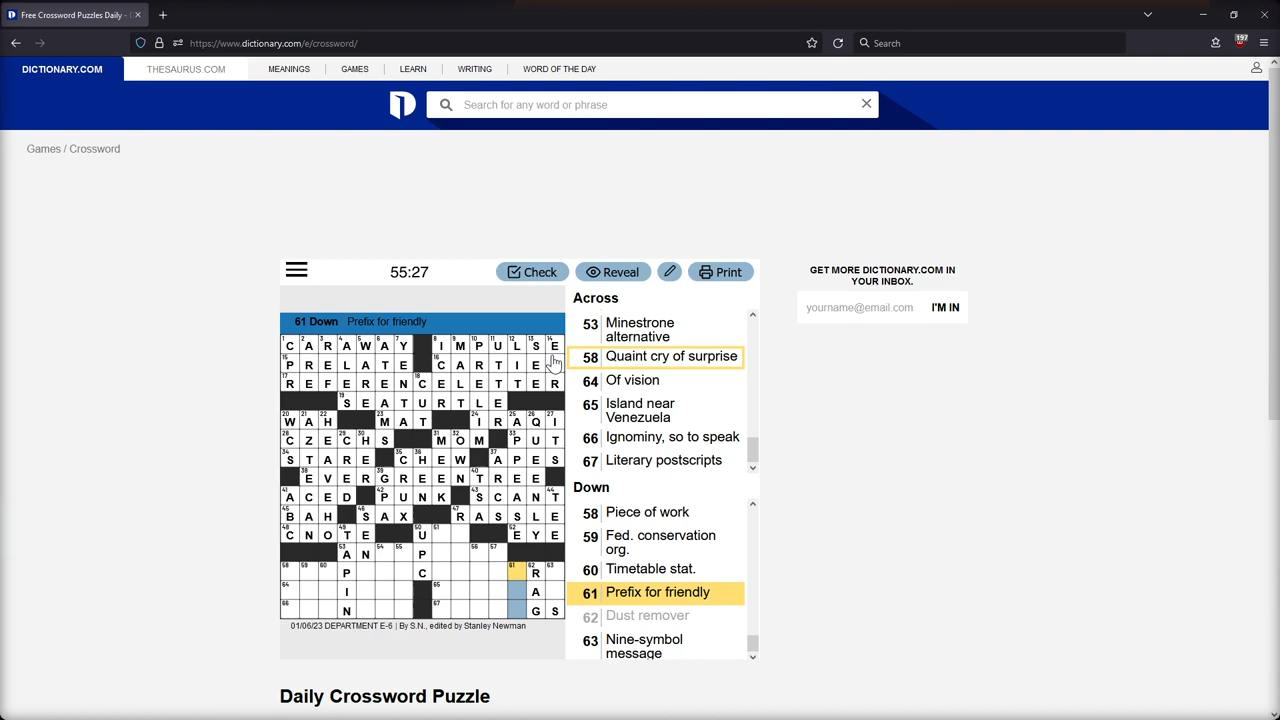 Free Crossword Puzzles Daily - D
https://www.dictionary.com/e/crossword/
Search
197
DICTIONARY.COM
THESAURUS.COM
MEANINGS
GAMES
LEARN
WRITING
WORD OF THE DAY
Search for any word or phrase
Games / Crossword
55:27
Check
Reveal
Print
61 Down Prefix for friendly
C A R A W A Y I M P U L S E
P R E L A T E C A R T I E
R E F E R E N C E L E T T E R
S E A T U R T L E
W A H M A T I R A Q I
C Z E C H S M O M P U T
S T A R E C H E W A P E S
E V E R G R E E N T R E E
A C E D P U N K S C A N T
B A H S A X R A S S L E
C N O T E U E Y E
A N P
P C R
I A
N G S
01/06/23 DEPARTMENT E-6 | By S.N., edited by Stanley Newman
Across
53 Minestrone
alternative
58 Quaint cry of surprise
64 Of vision
65 Island near
Venezuela
66 Ignominy, so to speak
67 Literary postscripts
Down
58 Piece of work
59 Fed. conservation
org.
60 Timetable stat.
61 Prefix for friendly
62 Dust remover
63 Nine-symbol
message
GET MORE DICTIONARY.COM IN
YOUR INBOX.
yourname@email.com
I'M IN
Daily Crossword Puzzle